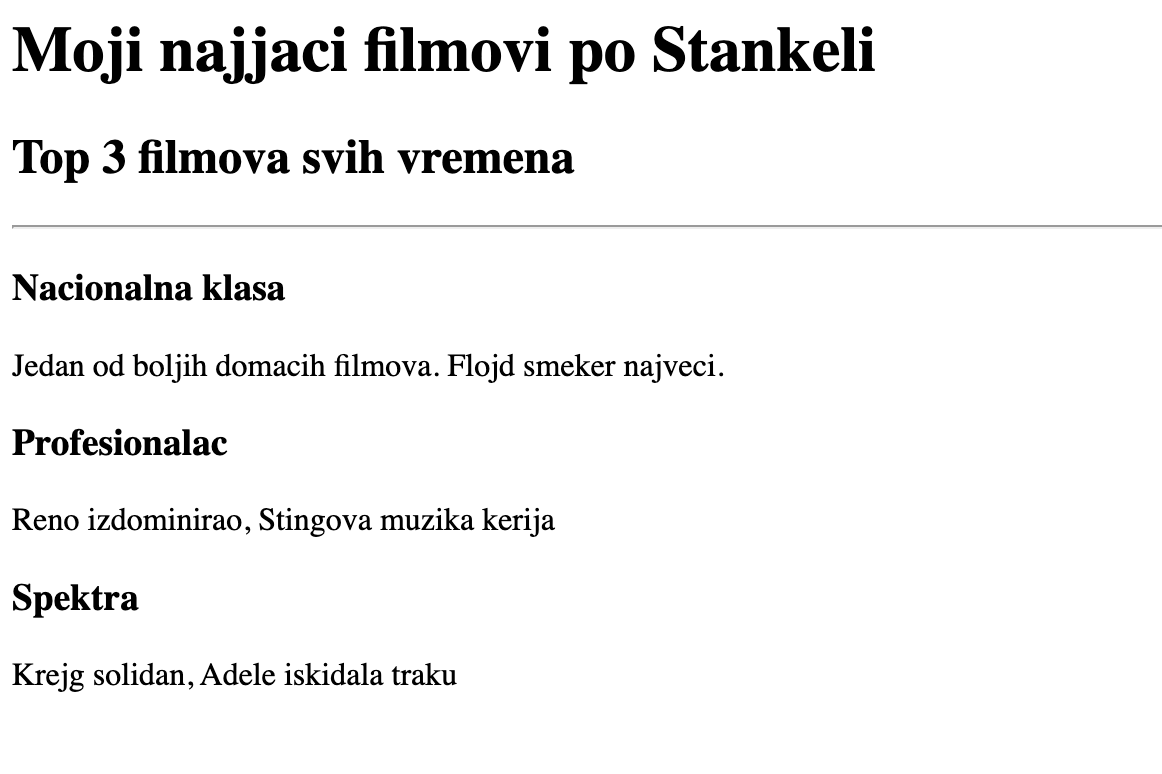 Moji najjaci filmovi po Stankeli
Top 3 filmova svih vremena
Nacionalna klasa
Jedan od boljih domacih filmova. Flojd smeker najveci.
Profesionalac
Reno izdominirao, Stingova muzika kerija
Spektra
Krejg solidan, Adele iskidala traku